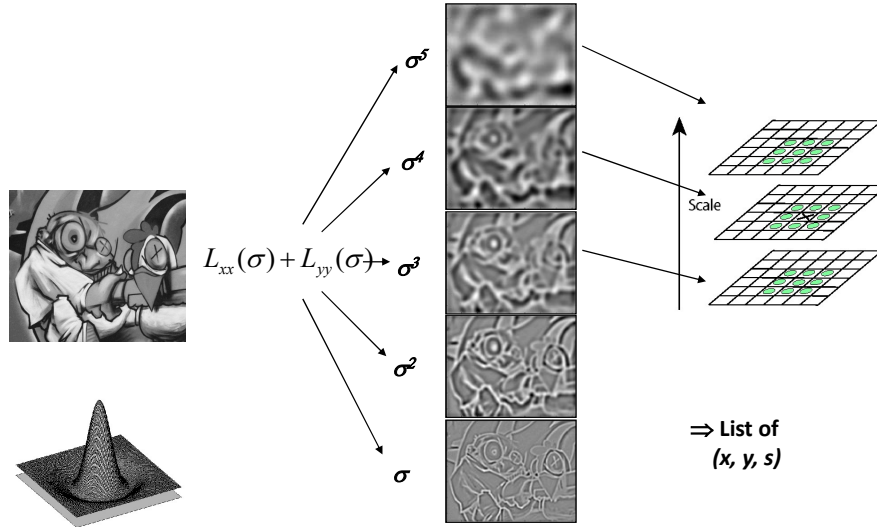 σ⁵
σ⁴
L_xx(σ) + L_yy(σ)
σ³
σ²
σ
Scale
⇒ List of
(x, y, s)